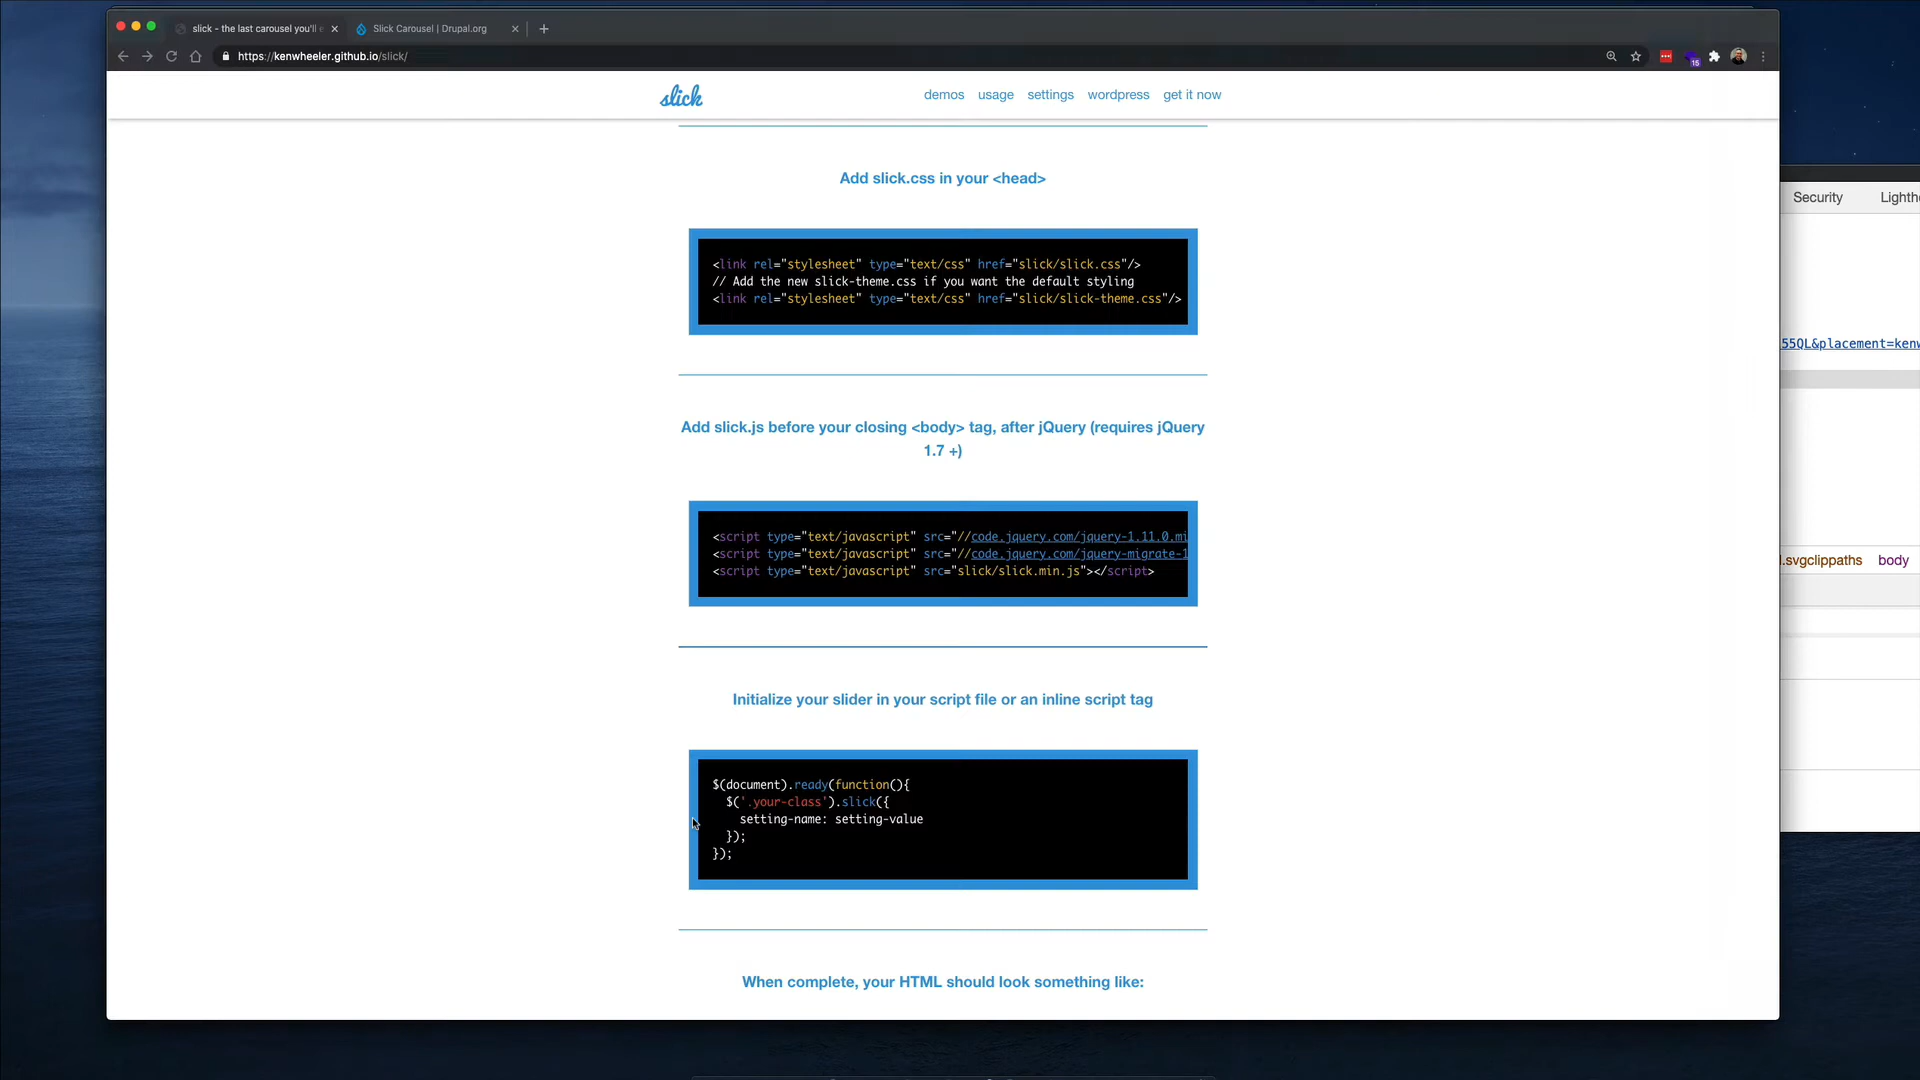 slick - the last carousel you'll
Slick Carousel | Drupal.org
https://kenwheeler.github.io/slick/
15
slick
demos
usage
settings
wordpress
get it now
Add slick.css in your <head>
<link rel="stylesheet" type="text/css" href="slick/slick.css"/>
// Add the new slick-theme.css if you want the default styling
<link rel="stylesheet" type="text/css" href="slick/slick-theme.css"/>
Add slick.js before your closing <body> tag, after jQuery (requires jQuery
1.7 +)
<script type="text/javascript" src="//code.jquery.com/jquery-1.11.0.mi
<script type="text/javascript" src="//code.jquery.com/jquery-migrate-1
<script type="text/javascript" src="slick/slick.min.js"></script>
Initialize your slider in your script file or an inline script tag
$(document).ready(function(){
$('.your-class').slick({
setting-name: setting-value
});
});
When complete, your HTML should look something like:
Security
Lighth
55QL&placement=kenw
.svgclippaths
body